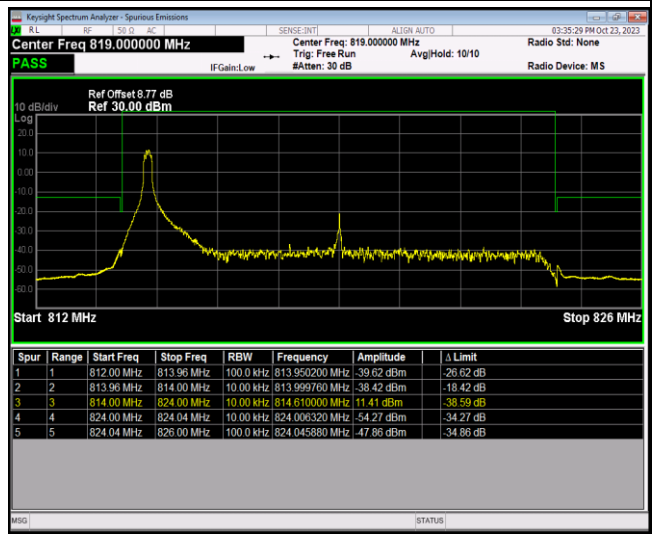 Keysight Spectrum Analyzer - Spurious Emissions
RL RF 50 Ω AC SENSE:INT ALIGN AUTO 03:35:29 PM Oct 23, 2023
Center Freq 819.000000 MHz Center Freq: 819.000000 MHz Radio Std: None
Trig: Free Run Avg|Hold: 10/10
PASS IFGain:Low #Atten: 30 dB Radio Device: MS
Ref Offset 8.77 dB
10 dB/div Ref 30.00 dBm
Log
20.0
10.0
0.00
-10.0
-20.0
-30.0
-40.0
-50.0
-60.0
Start 812 MHz Stop 826 MHz
Spur Range Start Freq Stop Freq RBW Frequency Amplitude Δ Limit
1 1 812.00 MHz 813.96 MHz 100.0 kHz 813.950200 MHz -39.62 dBm -26.62 dB
2 2 813.96 MHz 814.00 MHz 10.00 kHz 813.999760 MHz -38.42 dBm -18.42 dB
3 3 814.00 MHz 824.00 MHz 10.00 kHz 814.610000 MHz 11.41 dBm -38.59 dB
4 4 824.00 MHz 824.04 MHz 10.00 kHz 824.006320 MHz -54.27 dBm -34.27 dB
5 5 824.04 MHz 826.00 MHz 100.0 kHz 824.045880 MHz -47.86 dBm -34.86 dB
MSG STATUS